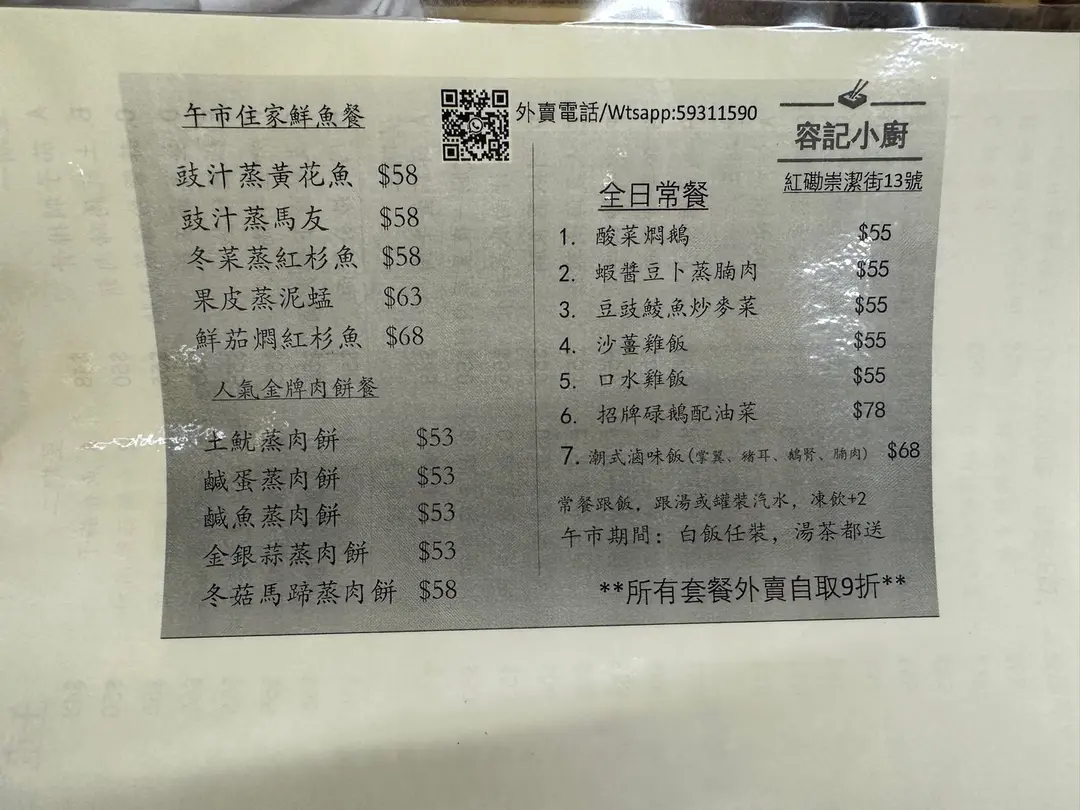 外賣電話/Wtsapp:59311590
容記小廚
紅磡崇潔街13號
午市住家鮮魚餐
豉汁蒸黃花魚 $58
豉汁蒸馬友 $58
冬菜蒸紅杉魚 $58
果皮蒸泥鯭 $63
鮮茄燜紅杉魚 $68
人氣金牌肉餅餐
土魷蒸肉餅 $53
鹹蛋蒸肉餅 $53
鹹魚蒸肉餅 $53
金銀蒜蒸肉餅 $53
冬菇馬蹄蒸肉餅 $58
全日常餐
1. 酸菜燜鵝 $55
2. 蝦醬豆卜蒸腩肉 $55
3. 豆豉鯪魚炒麥菜 $55
4. 沙薑雞飯 $55
5. 口水雞飯 $55
6. 招牌碌鵝配油菜 $78
7. 潮式滷味飯(掌翼、豬耳、鵝腎、腩肉) $68
常餐跟飯，跟湯或罐裝汽水，凍飲+2
午市期間：白飯任裝，湯茶都送
**所有套餐外賣自取9折**